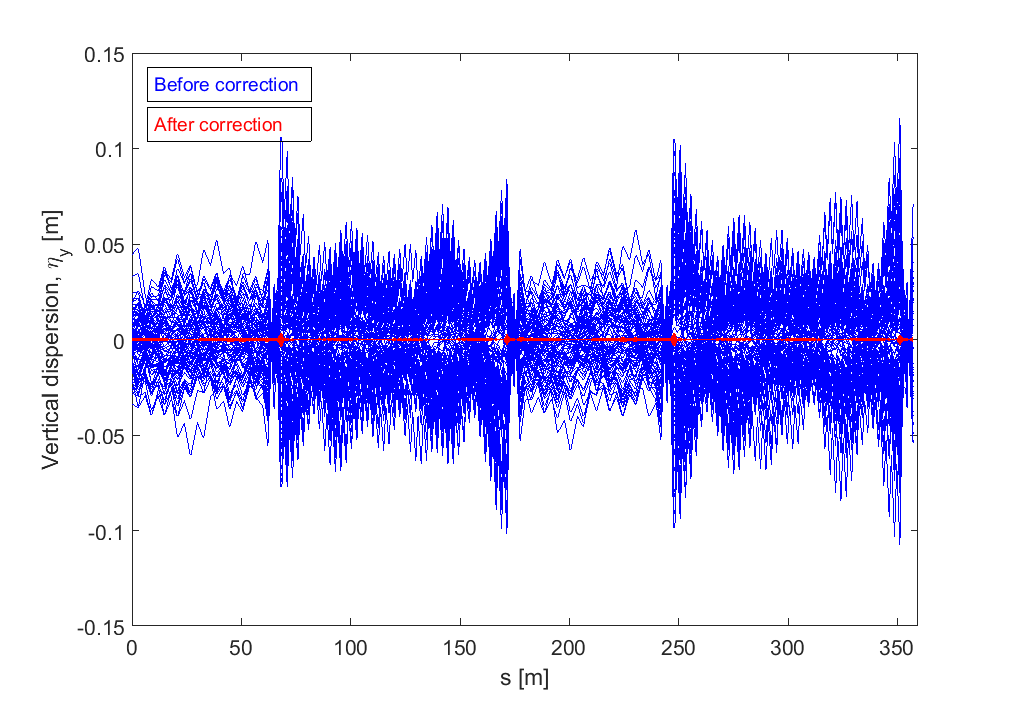 Before correction
After correction
0.15
0.1
0.05
0
-0.05
-0.1
-0.15
Vertical dispersion, η_y [m]
0 50 100 150 200 250 300 350
s [m]